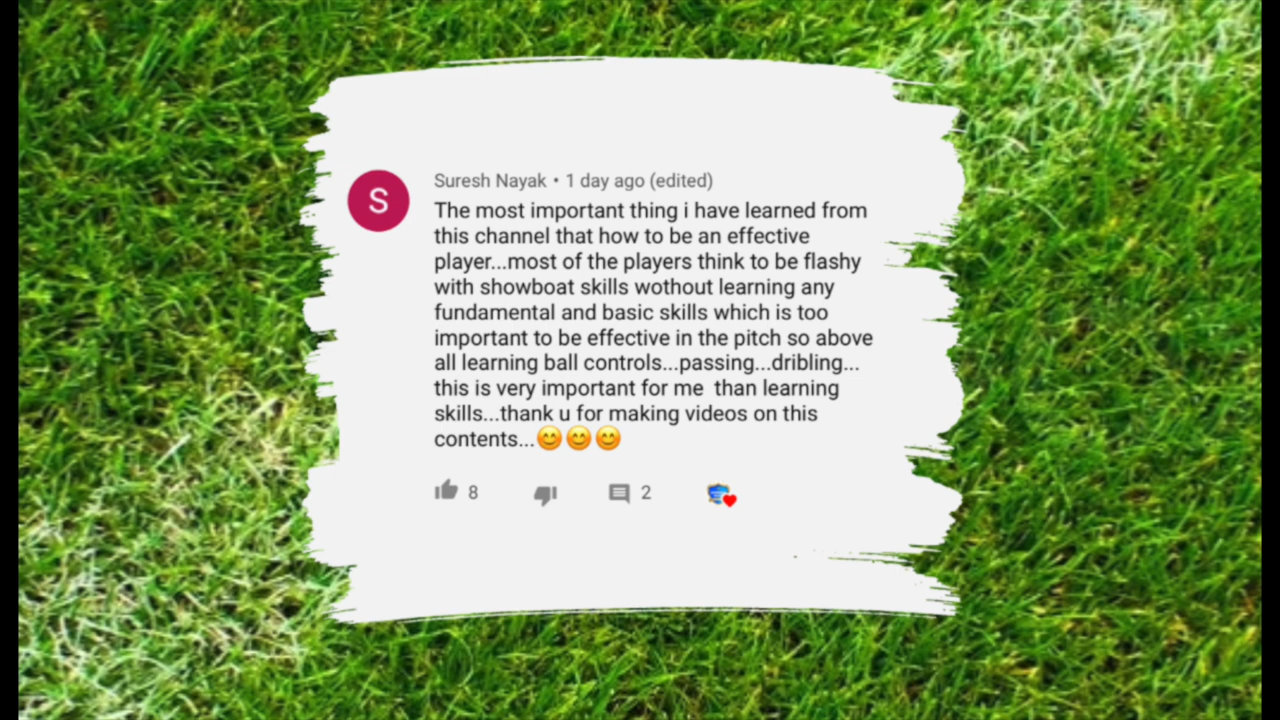 S
Suresh Nayak • 1 day ago (edited)
The most important thing i have learned from
this channel that how to be an effective
player...most of the players think to be flashy
with showboat skills wothout learning any
fundamental and basic skills which is too
important to be effective in the pitch so above
all learning ball controls...passing...dribling...
this is very important for me  than learning
skills...thank u for making videos on this
contents...😊😊😊
8 2